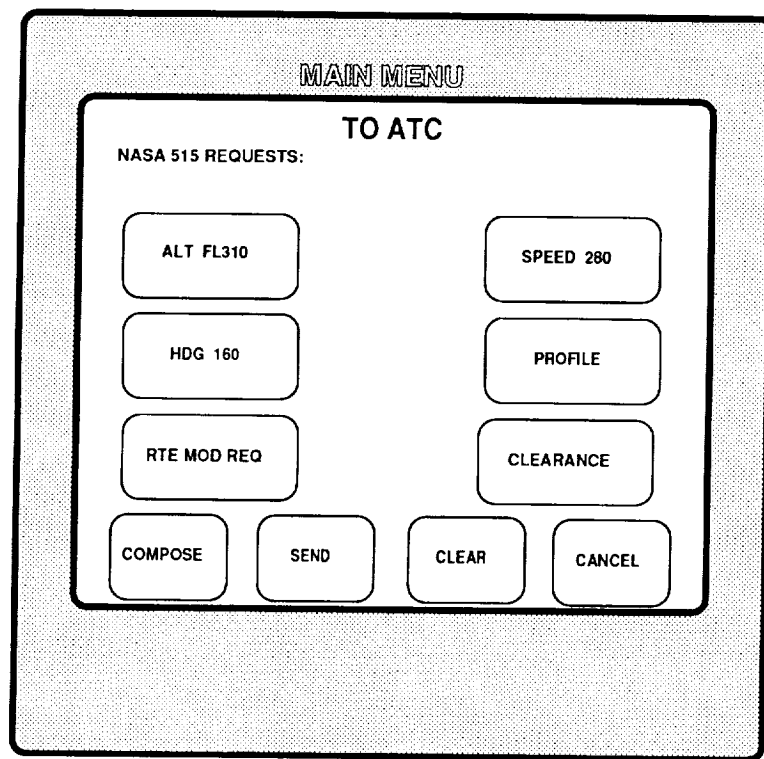 MAIN MENU
TO ATC
NASA 515 REQUESTS:
ALT FL310
SPEED 280
HDG 160
PROFILE
RTE MOD REQ
CLEARANCE
COMPOSE
SEND
CLEAR
CANCEL